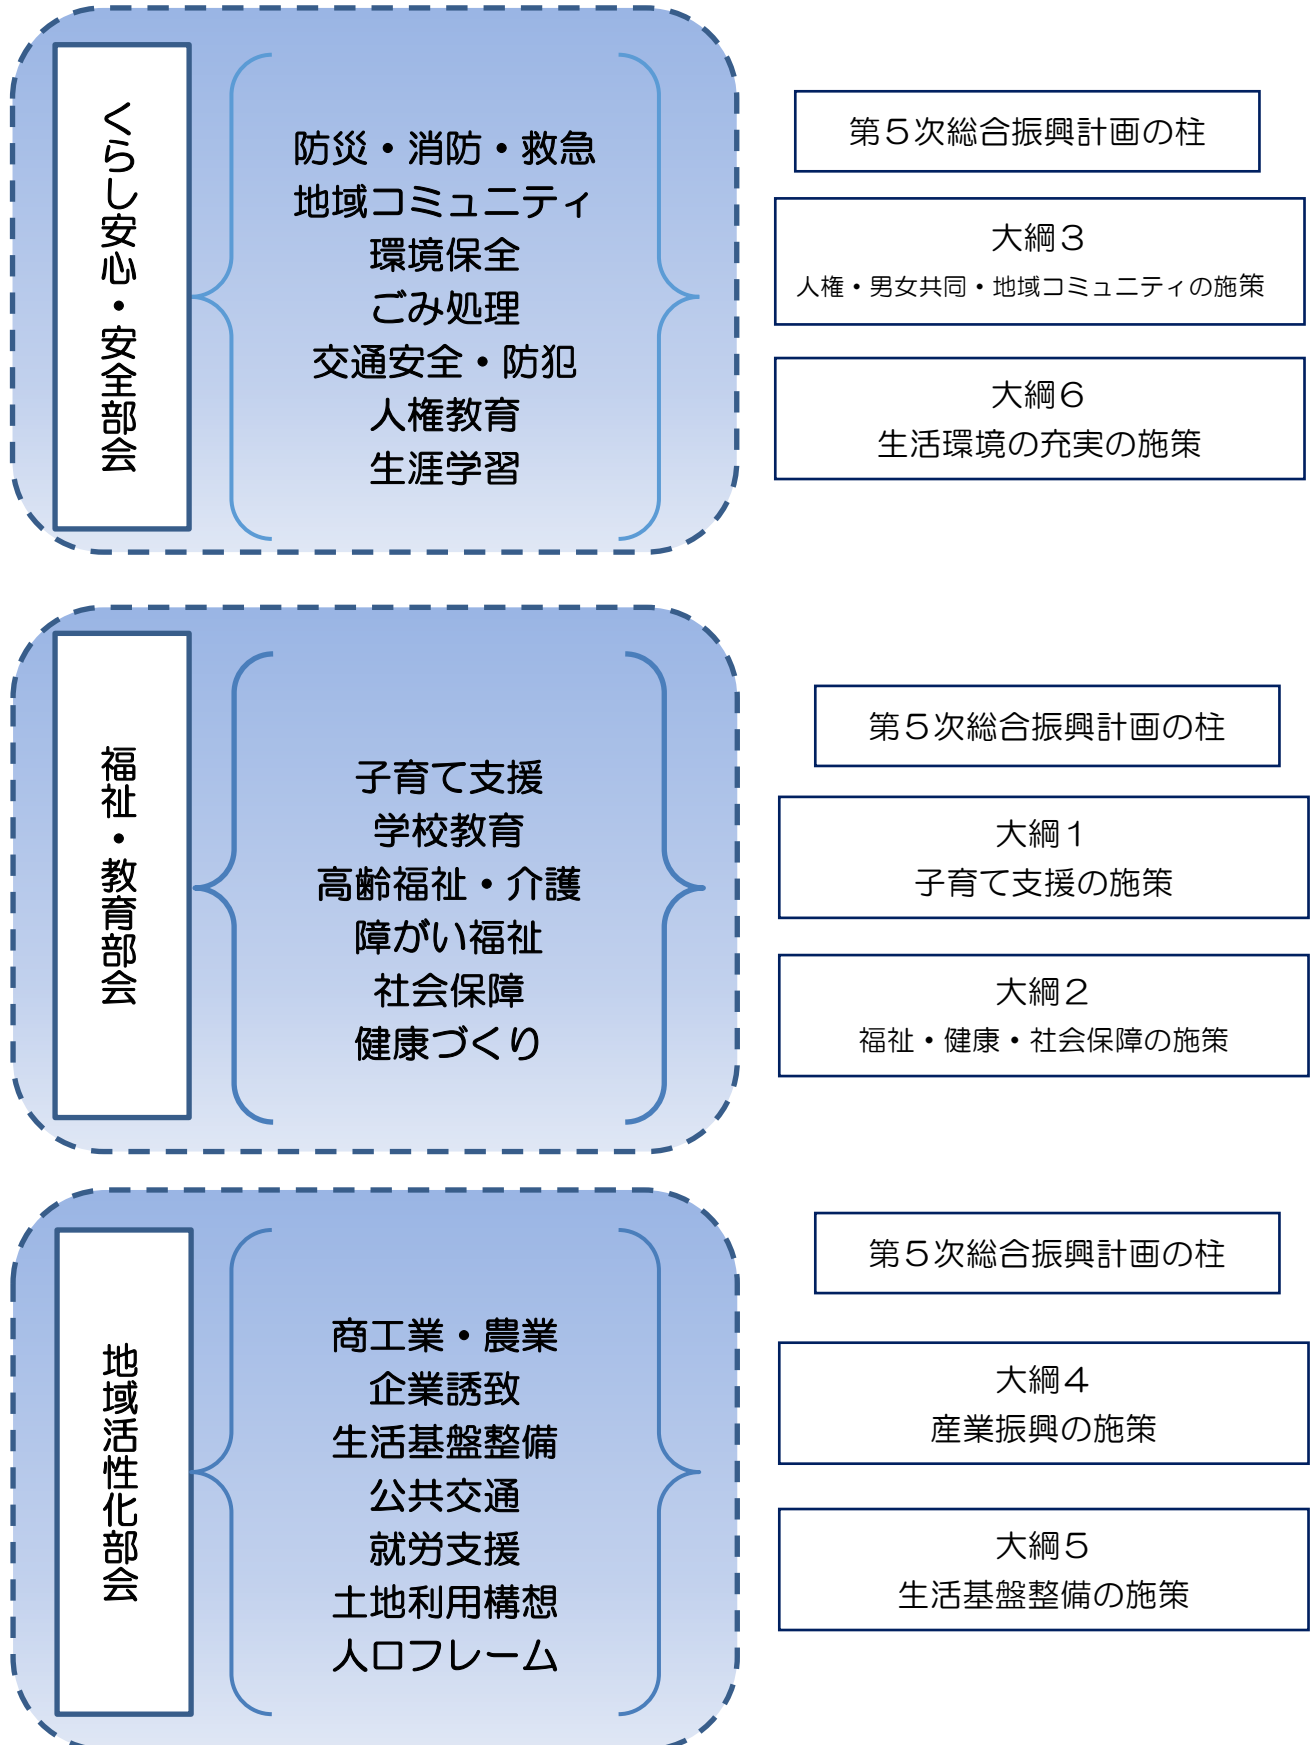 くらし安心・安全部会
防災・消防・救急
地域コミュニティ
環境保全
ごみ処理
交通安全・防犯
人権教育
生涯学習
第５次総合振興計画の柱
大綱３
人権・男女共同・地域コミュニティの施策
大綱６
生活環境の充実の施策
福祉・教育部会
子育て支援
学校教育
高齢福祉・介護
障がい福祉
社会保障
健康づくり
第５次総合振興計画の柱
大綱１
子育て支援の施策
大綱２
福祉・健康・社会保障の施策
地域活性化部会
商工業・農業
企業誘致
生活基盤整備
公共交通
就労支援
土地利用構想
人口フレーム
第５次総合振興計画の柱
大綱４
産業振興の施策
大綱５
生活基盤整備の施策